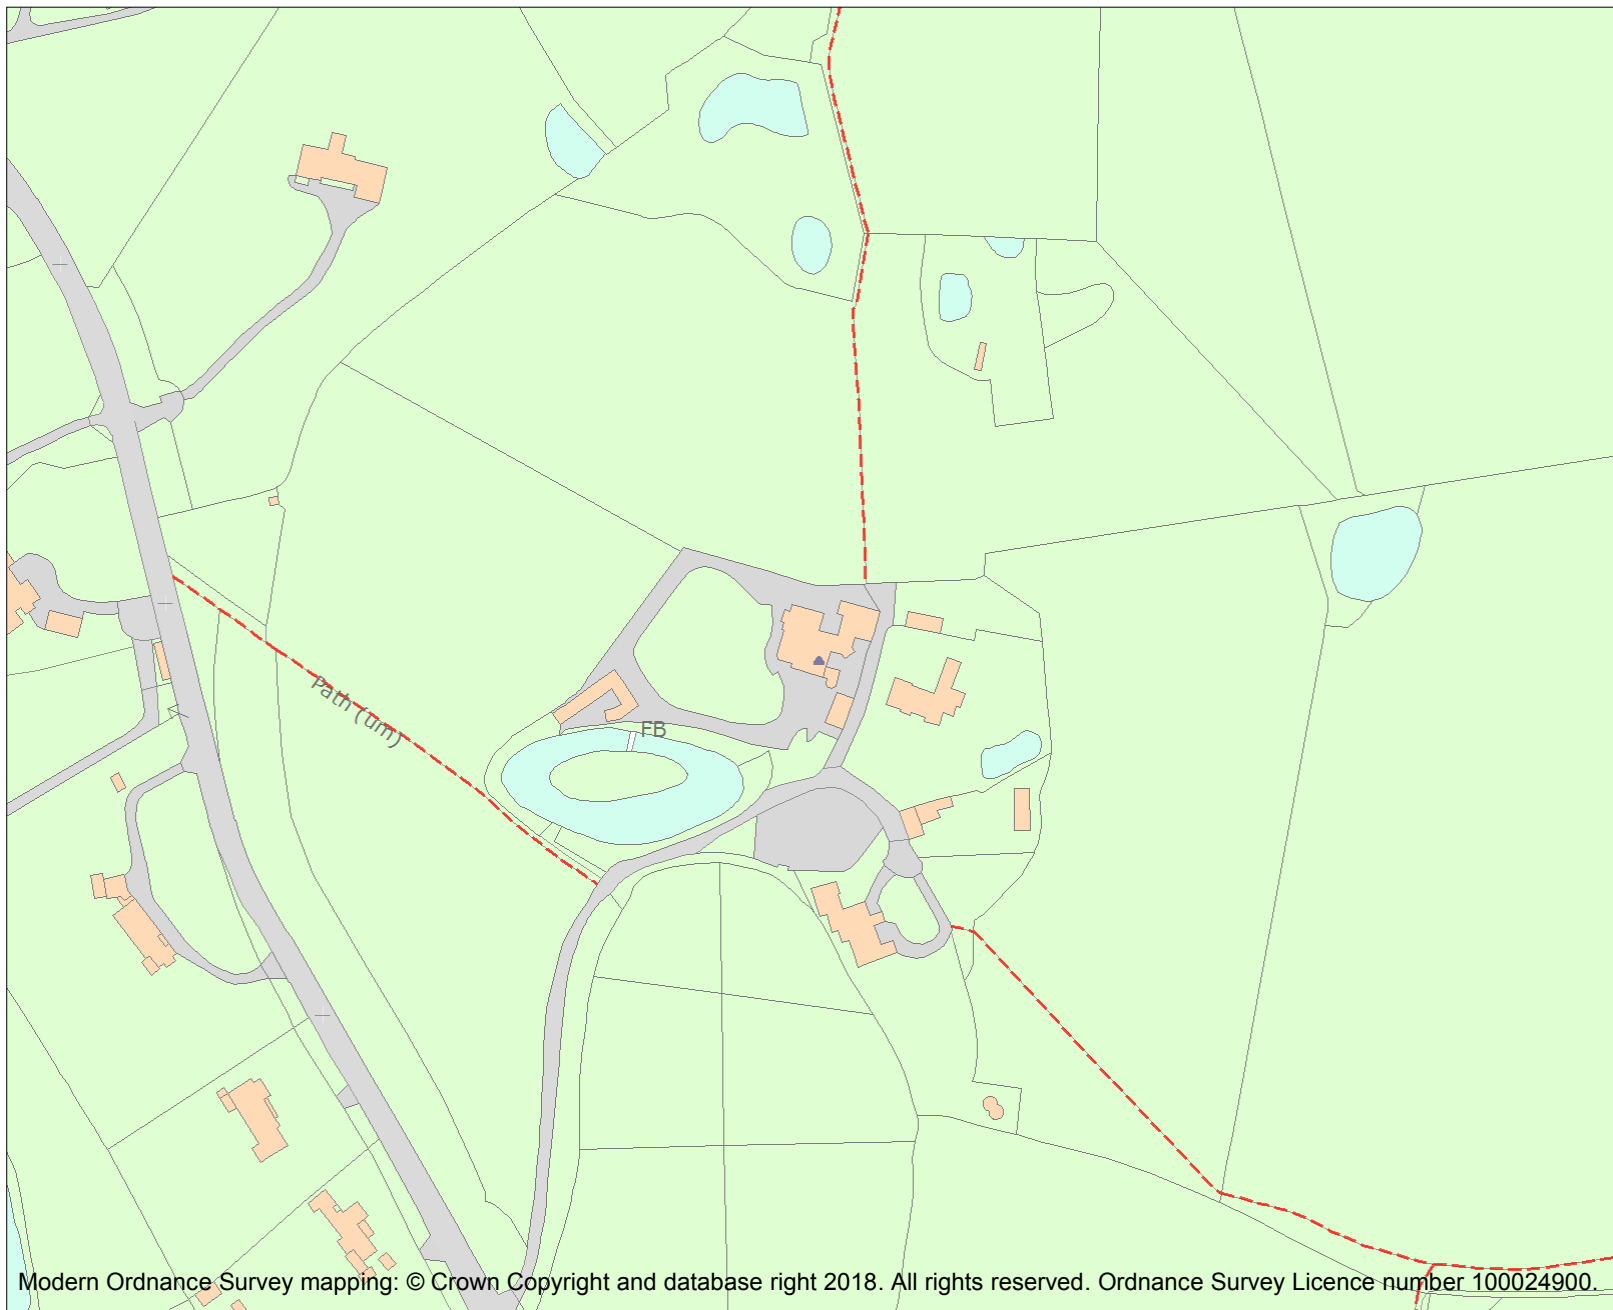 Path (um)
FB
Modern Ordnance Survey mapping: © Crown Copyright and database right 2018. All rights reserved. Ordnance Survey Licence number 100024900.